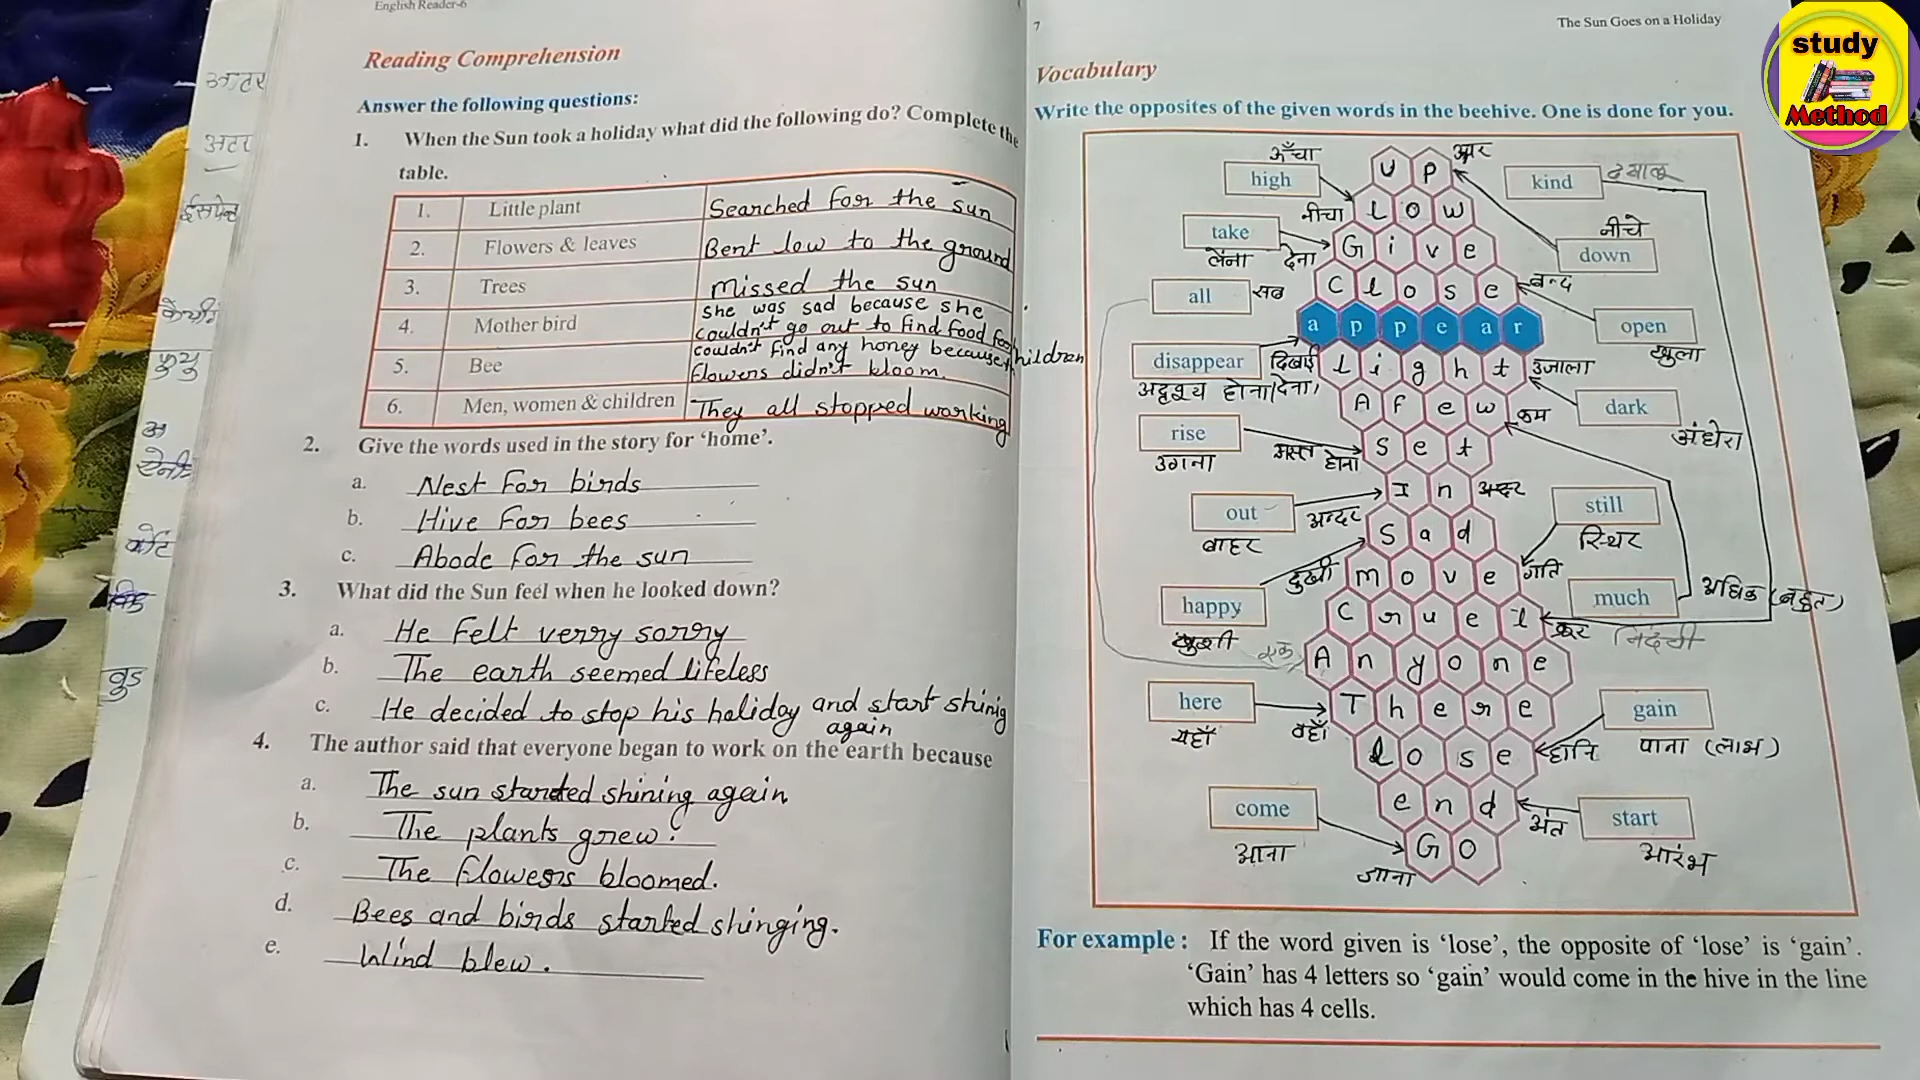 English Reader-6
Reading Comprehension
Answer the following questions:
1. When the Sun took a holiday what did the following do? Complete the
table.
1. Little plant Searched for the sun
2. Flowers & leaves Bent low to the ground
3. Trees missed the sun
4. Mother bird she was sad because she
couldn't go out to find food for children
5. Bee couldn't find any honey because
flowers didn't bloom.
6. Men, women & children They all stopped working
2. Give the words used in the story for 'home'.
a. Nest for birds
b. Hive for bees
c. Abode for the sun
3. What did the Sun feel when he looked down?
a. He felt verry sorry
b. The earth seemed lifeless
c. He decided to stop his holiday and start shinig
again
4. The author said that everyone began to work on the earth because
a. The sun started shining again
b. The plants grew.
c. The flowers bloomed.
d. Bees and birds started shinging.
e. Wind blew.
7
The Sun Goes on a Holiday
study
Method
Vocabulary
Write the opposites of the given words in the beehive. One is done for you.
ऊँचा
high
up
kind
दयालु
नीचा
low
take
लेना
देना
Give
नीचे
down
all
सब
Close
बन्द
open
खुला
appear
disappear
अदृश्य होना
दिखाई देना
light
उजाला
A few
कम
dark
अंधेरा
rise
उगना
अस्त होना
set
In
अन्दर
out
बाहर
अन्दर
still
स्थिर
sad
दुखी
move
गति
happy
खुशी
much
अधिक (बहुत)
Cruel
क्रूर
निर्दयी
Anyone
here
यहाँ
वहाँ
There
gain
पाना (लाभ)
lose
हानि
end
अंत
start
आरंभ
come
आना
जाना
GO
For example : If the word given is 'lose', the opposite of 'lose' is 'gain'.
'Gain' has 4 letters so 'gain' would come in the hive in the line
which has 4 cells.